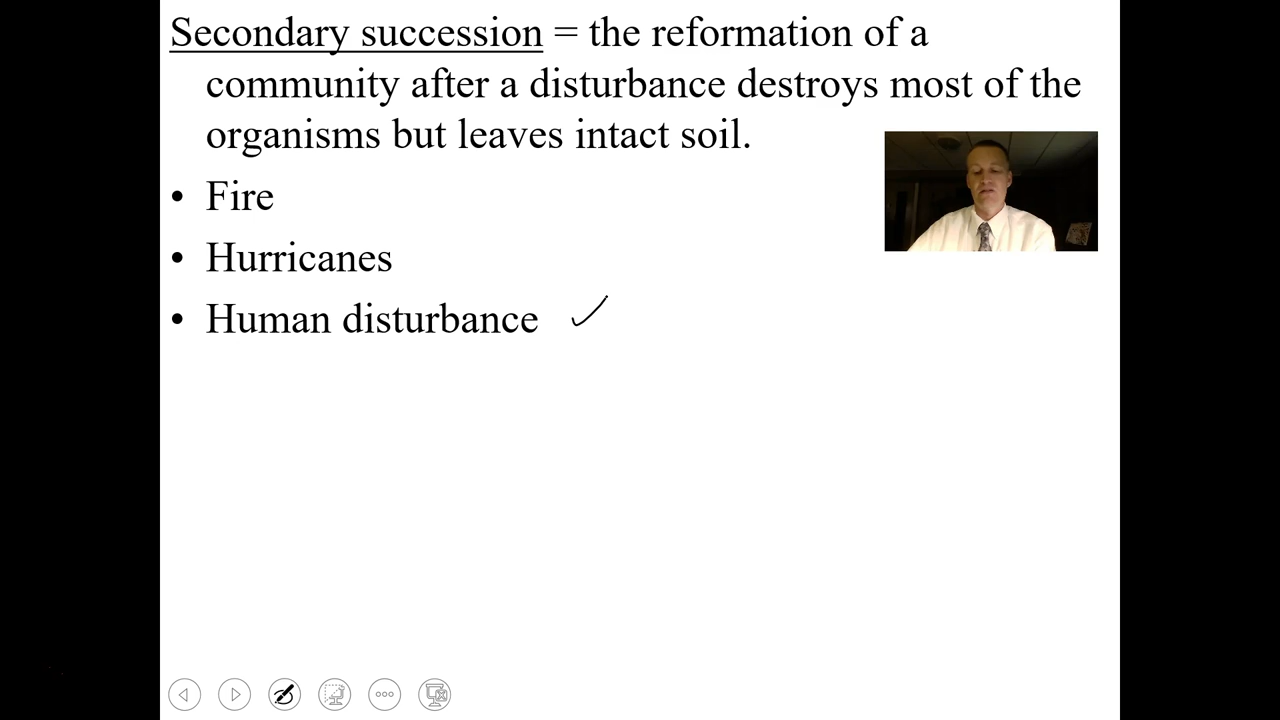 Secondary succession = the reformation of a
community after a disturbance destroys most of the
organisms but leaves intact soil.
• Fire
• Hurricanes
• Human disturbance ✓